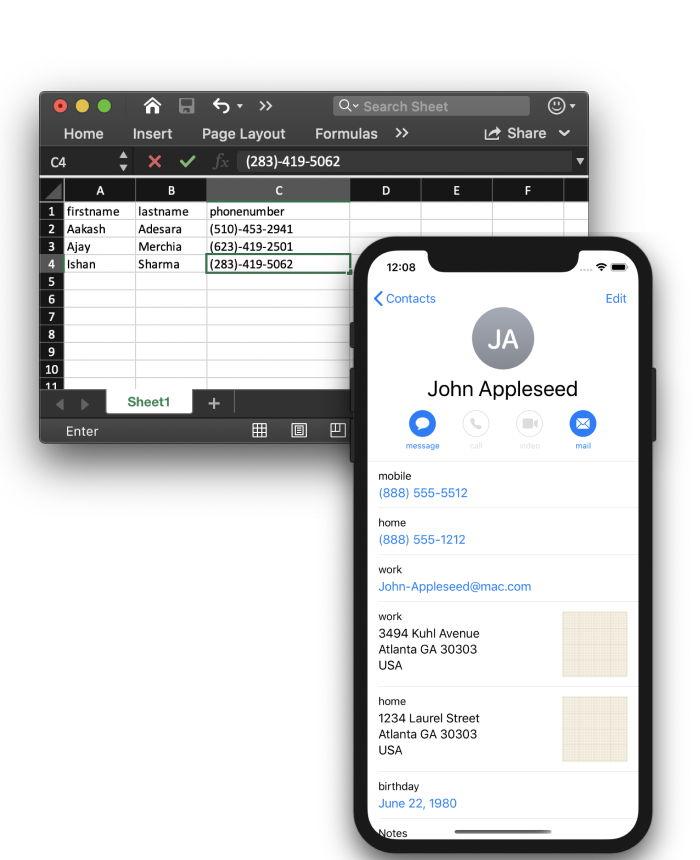 Search Sheet
Home Insert Page Layout Formulas Share
C4 fx (283)-419-5062
A B C D E F
1 firstname lastname phonenumber
2 Aakash Adesara (510)-453-2941
3 Ajay Merchia (623)-419-2501
4 Ishan Sharma (283)-419-5062
5
6
7
8
9
10
11
Sheet1
Enter
12:08
Contacts Edit
JA
John Appleseed
message call video mail
mobile
(888) 555-5512
home
(888) 555-1212
work
John-Appleseed@mac.com
work
3494 Kuhl Avenue
Atlanta GA 30303
USA
home
1234 Laurel Street
Atlanta GA 30303
USA
birthday
June 22, 1980
Notes